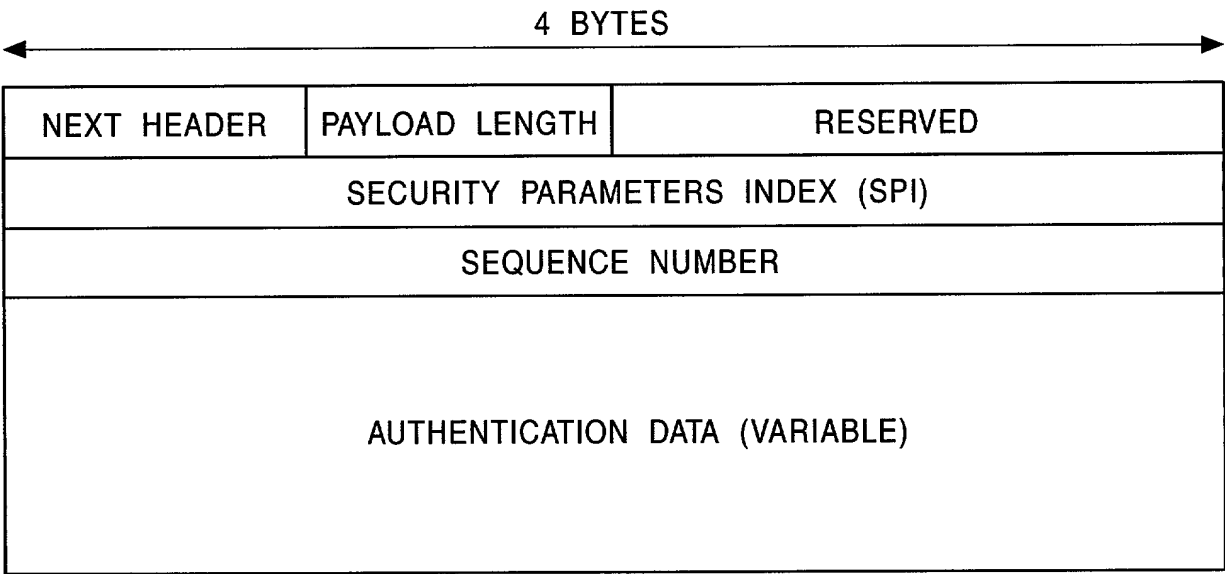 4 BYTES
NEXT HEADER PAYLOAD LENGTH RESERVED
SECURITY PARAMETERS INDEX (SPI)
SEQUENCE NUMBER
AUTHENTICATION DATA (VARIABLE)